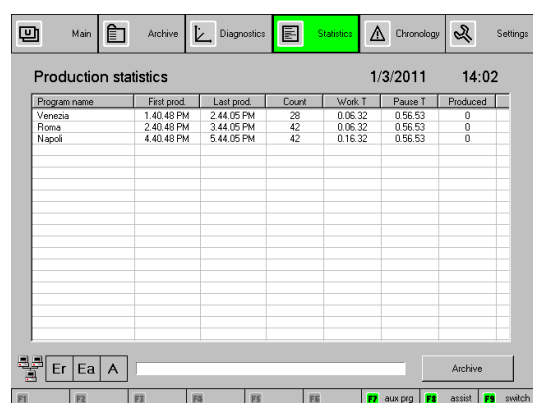 Main Archive Diagnostics Statistics Chronology Settings
Production statistics 1/3/2011 14:02
Program name First prod. Last prod. Count Work T Pause T Produced
Venezia 1.40.48 PM 2.44.05 PM 28 0.06.32 0.56.53 0
Roma 2.40.48 PM 3.44.05 PM 42 0.06.32 0.56.53 0
Napoli 4.40.48 PM 5.44.05 PM 42 0.16.32 0.56.53 0
Er Ea A Archive
F1 F2 F3 F4 F5 F6 F7 aux prg F8 assist F9 switch